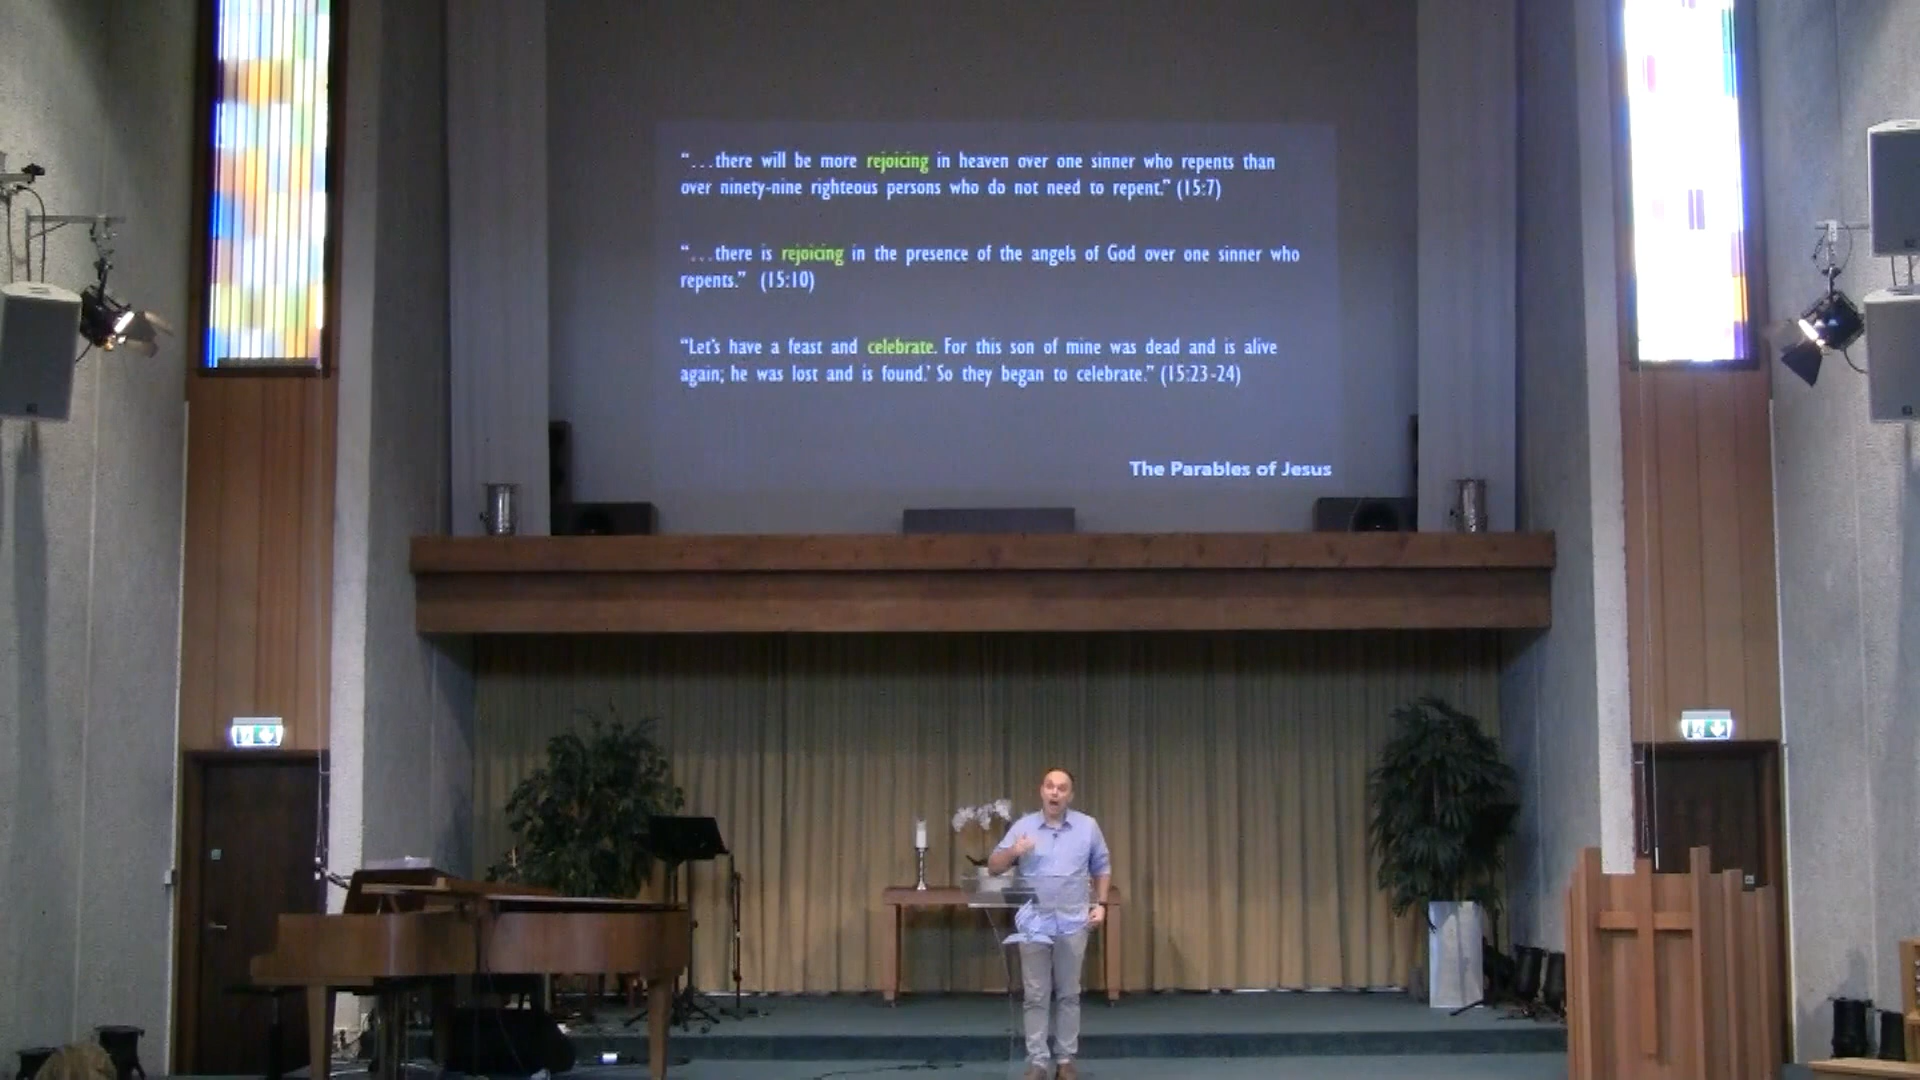 “...there will be more rejoicing in heaven over one sinner who repents than
over ninety-nine righteous persons who do not need to repent.” (15:7)
“...there is rejoicing in the presence of the angels of God over one sinner who
repents.” (15:10)
“Let’s have a feast and celebrate. For this son of mine was dead and is alive
again; he was lost and is found.’ So they began to celebrate.” (15:23-24)
The Parables of Jesus